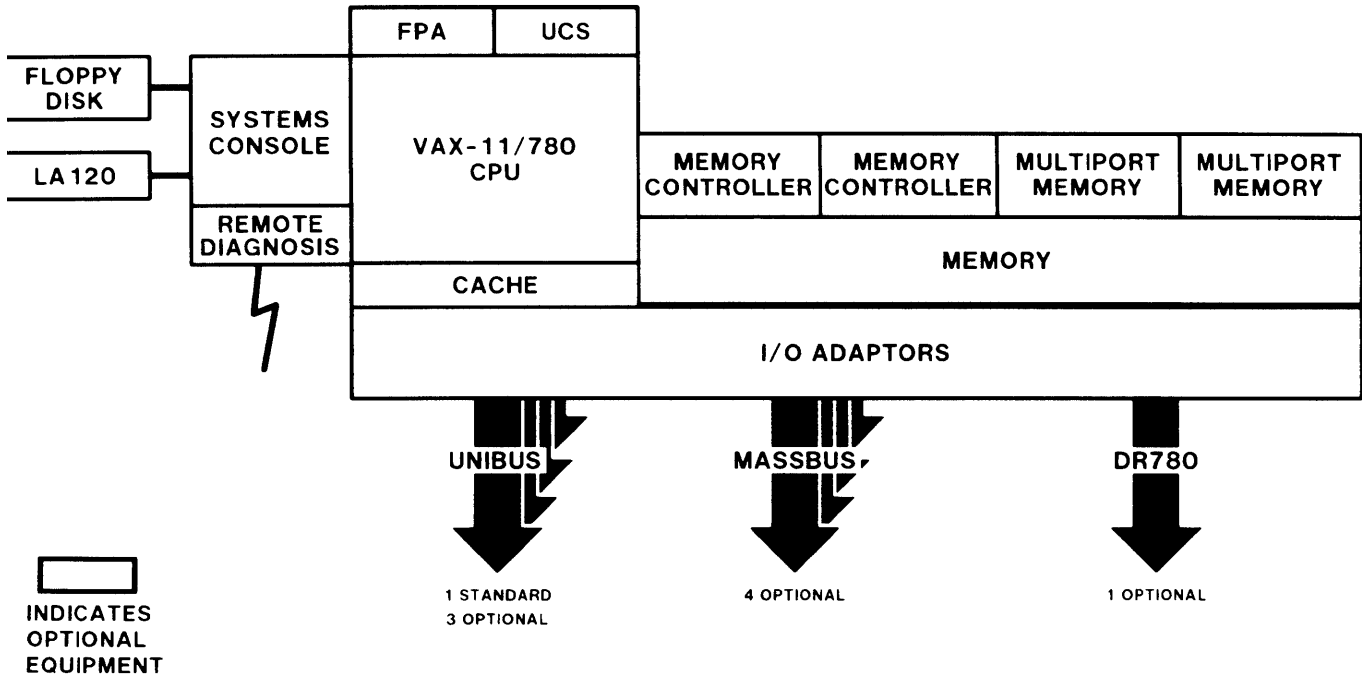 FPA
UCS
FLOPPY
DISK
SYSTEMS
CONSOLE
VAX-11/780
CPU
LA120
MEMORY
CONTROLLER
MEMORY
CONTROLLER
MULTIPORT
MEMORY
MULTIPORT
MEMORY
REMOTE
DIAGNOSIS
MEMORY
CACHE
I/O ADAPTORS
UNIBUS
MASSBUS
DR780
1 STANDARD
3 OPTIONAL
4 OPTIONAL
1 OPTIONAL
INDICATES
OPTIONAL
EQUIPMENT